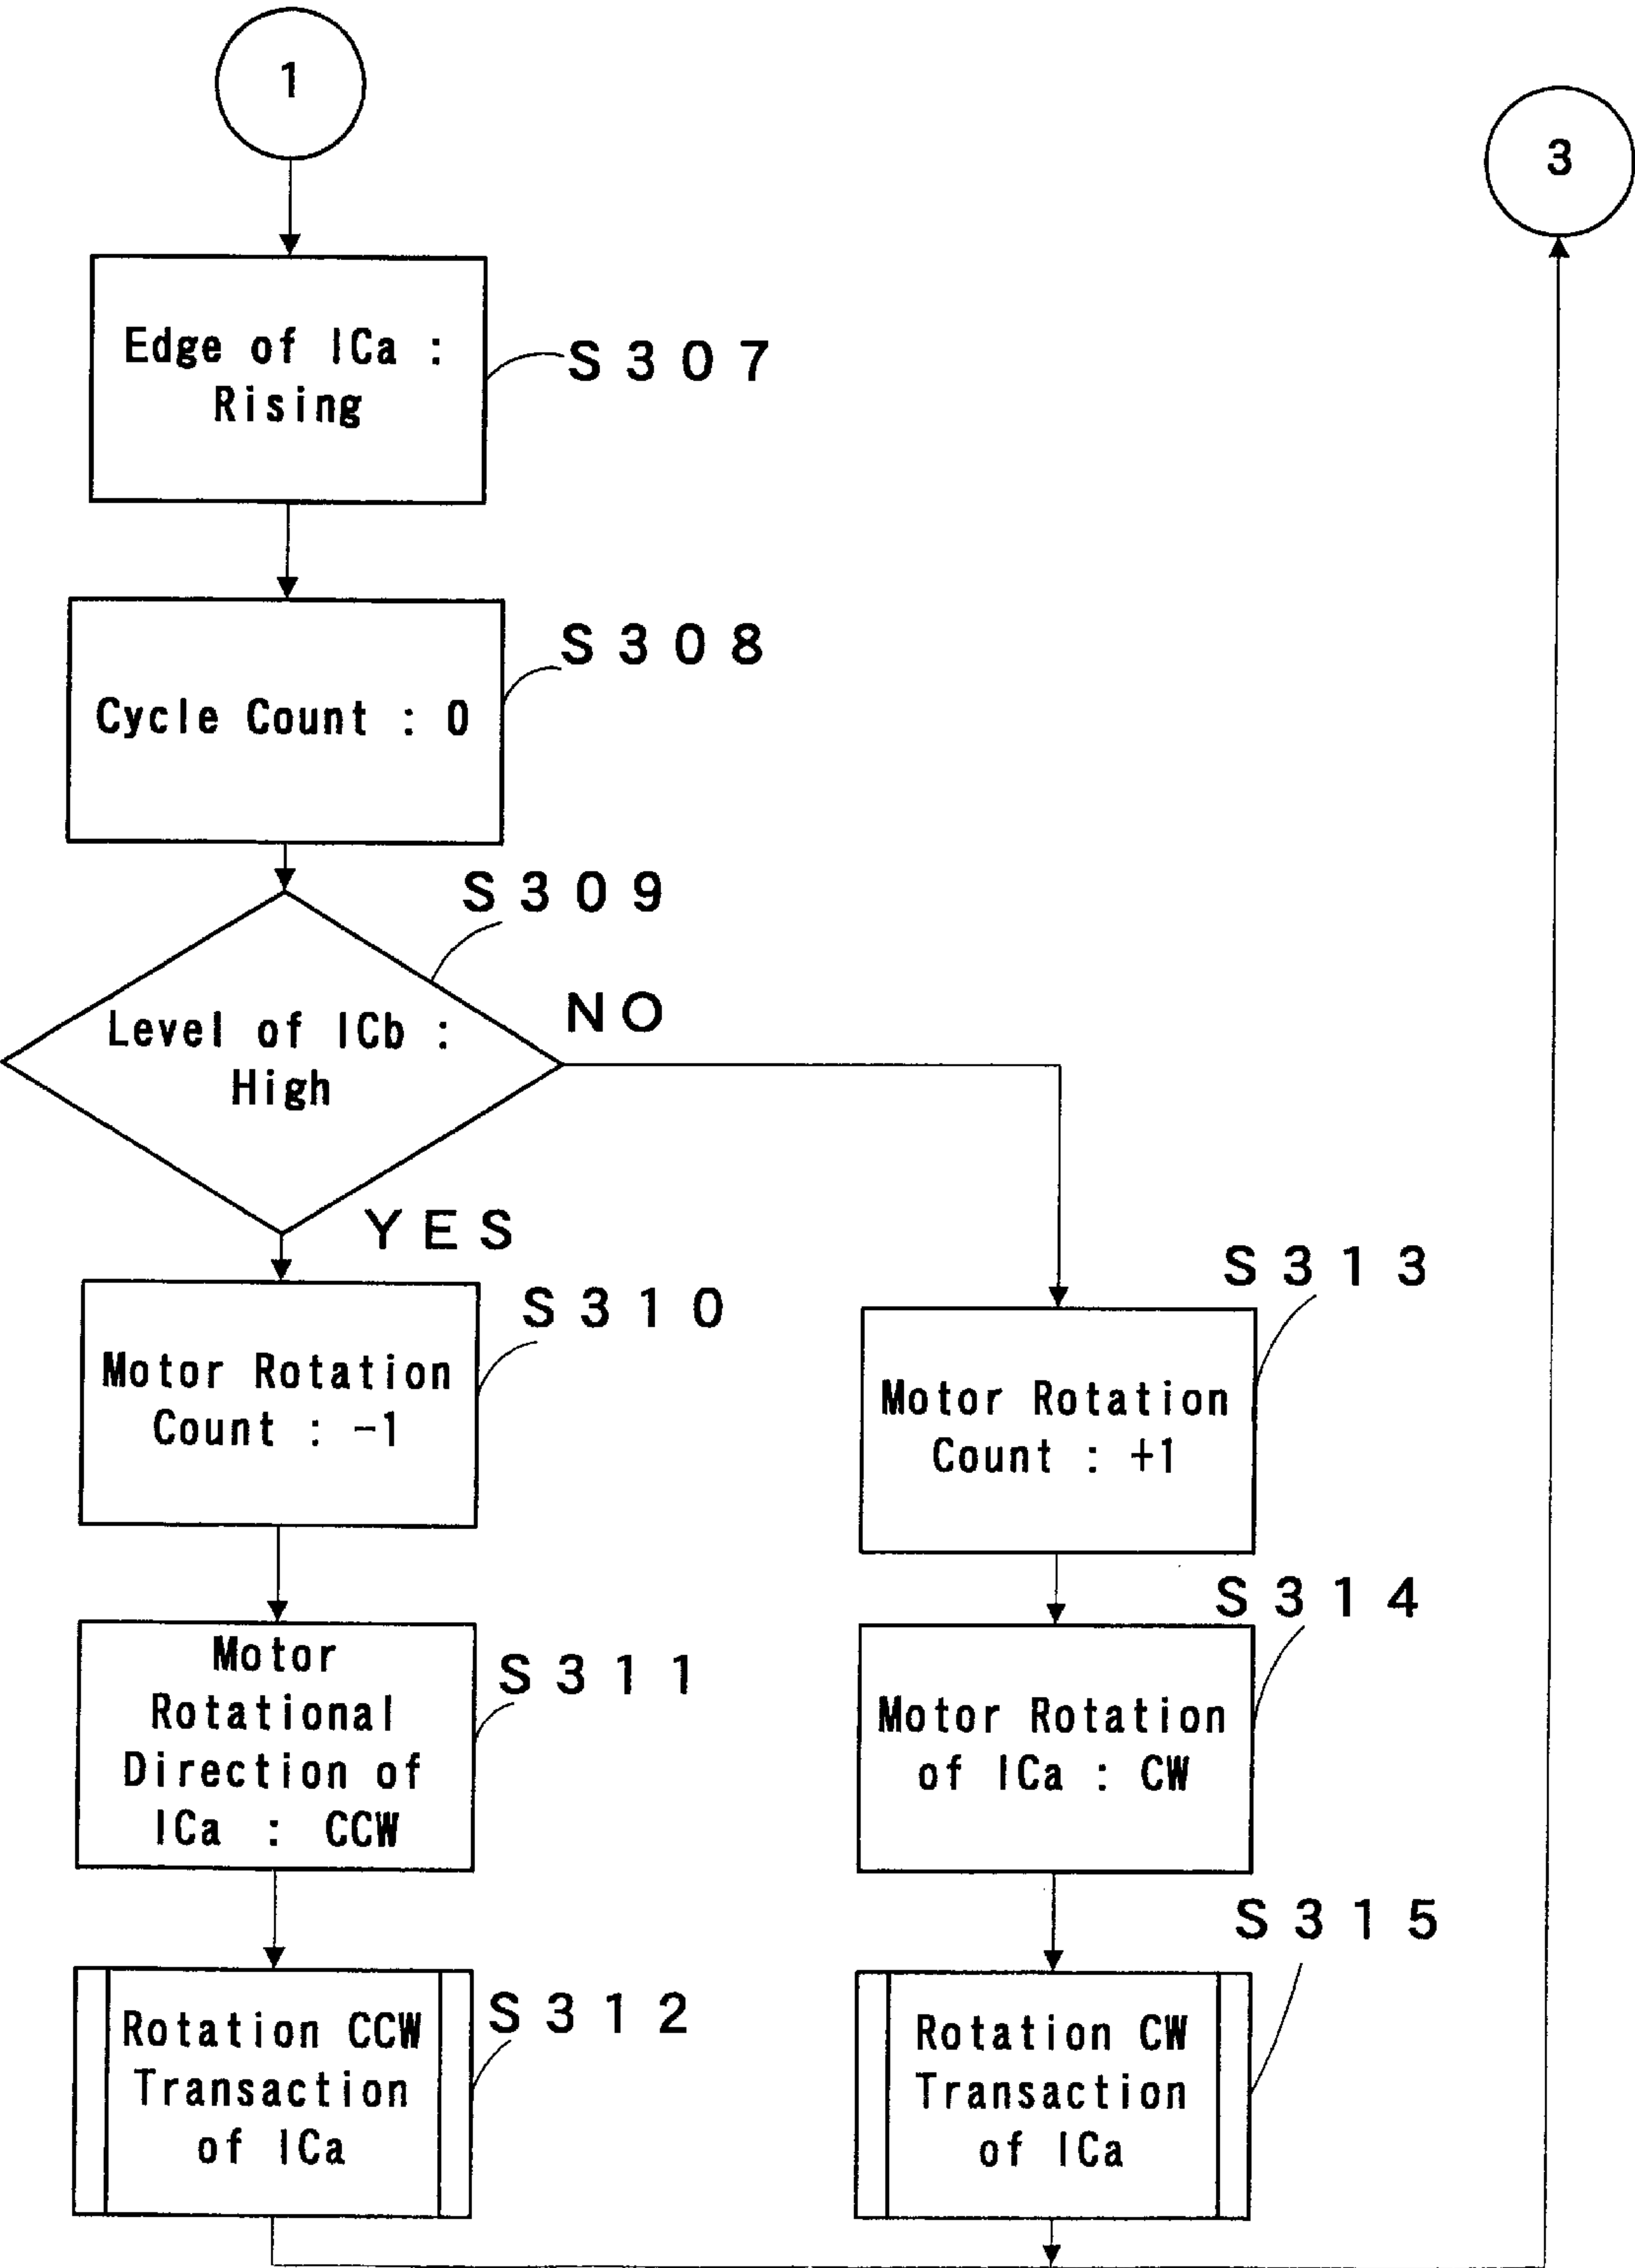 1
3
Edge of ICa :
Rising
S307
Cycle Count : 0
S308
S309
Level of ICb :
High
NO
YES
Motor Rotation
Count : -1
S310
Motor Rotation
Count : +1
S313
Motor
Rotational
Direction of
ICa : CCW
S311
Motor Rotation
of ICa : CW
S314
Rotation CCW
Transaction
of ICa
S312
Rotation CW
Transaction
of ICa
S315